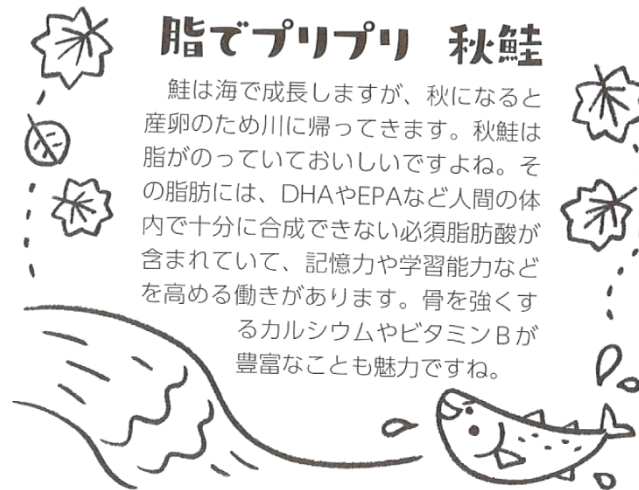 脂でプリプリ 秋鮭
鮭は海で成長しますが、秋になると
産卵のため川に帰ってきます。秋鮭は
脂がのっていておいしいですよね。そ
の脂肪には、DHAやEPAなど人間の体
内で十分に合成できない必須脂肪酸が
含まれていて、記憶力や学習能力など
を高める働きがあります。骨を強くす
るカルシウムやビタミンBが
豊富なことも魅力ですね。